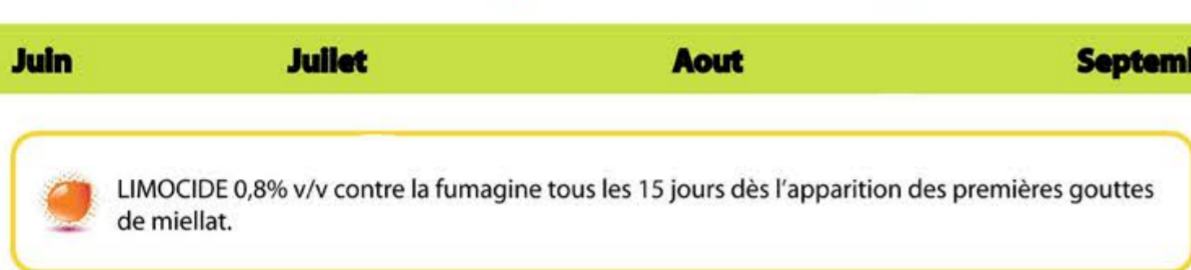 Juin Juillet Aout Septemb
LIMOCIDE 0,8% v/v contre la fumagine tous les 15 jours dès l'apparition des premières gouttes
de miellat.